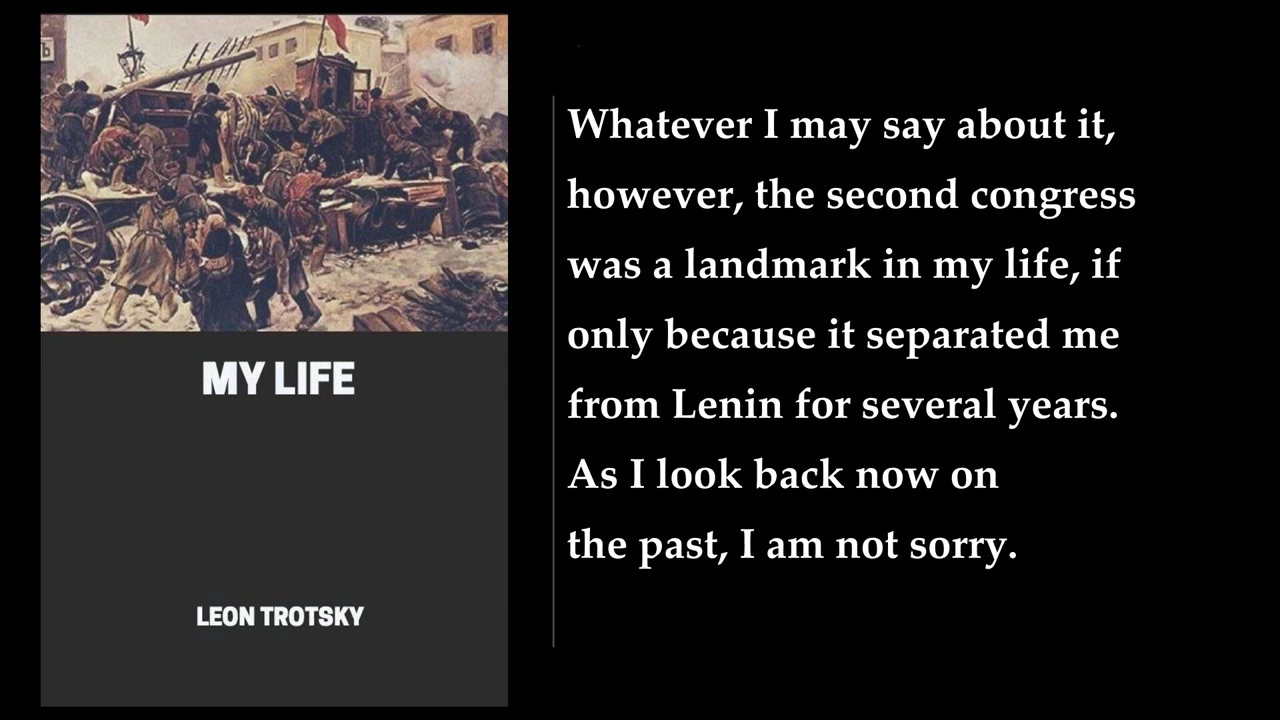 MY LIFE
LEON TROTSKY
Whatever I may say about it,
however, the second congress
was a landmark in my life, if
only because it separated me
from Lenin for several years.
As I look back now on
the past, I am not sorry.